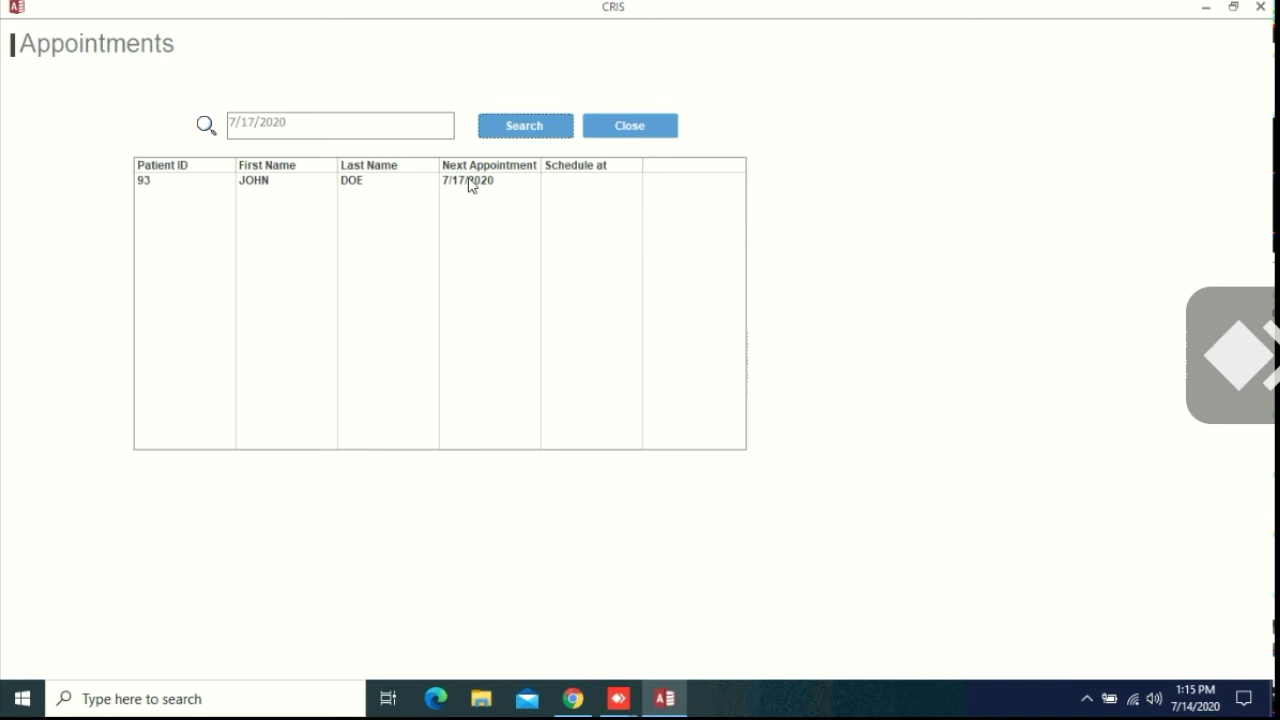 CRIS
Appointments
7/17/2020
Search
Close
Patient ID First Name Last Name Next Appointment Schedule at
93 JOHN DOE 7/17/2020
Type here to search
1:15 PM
7/14/2020